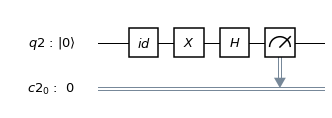 q2 : |0⟩ id X H
c2₀ : 0